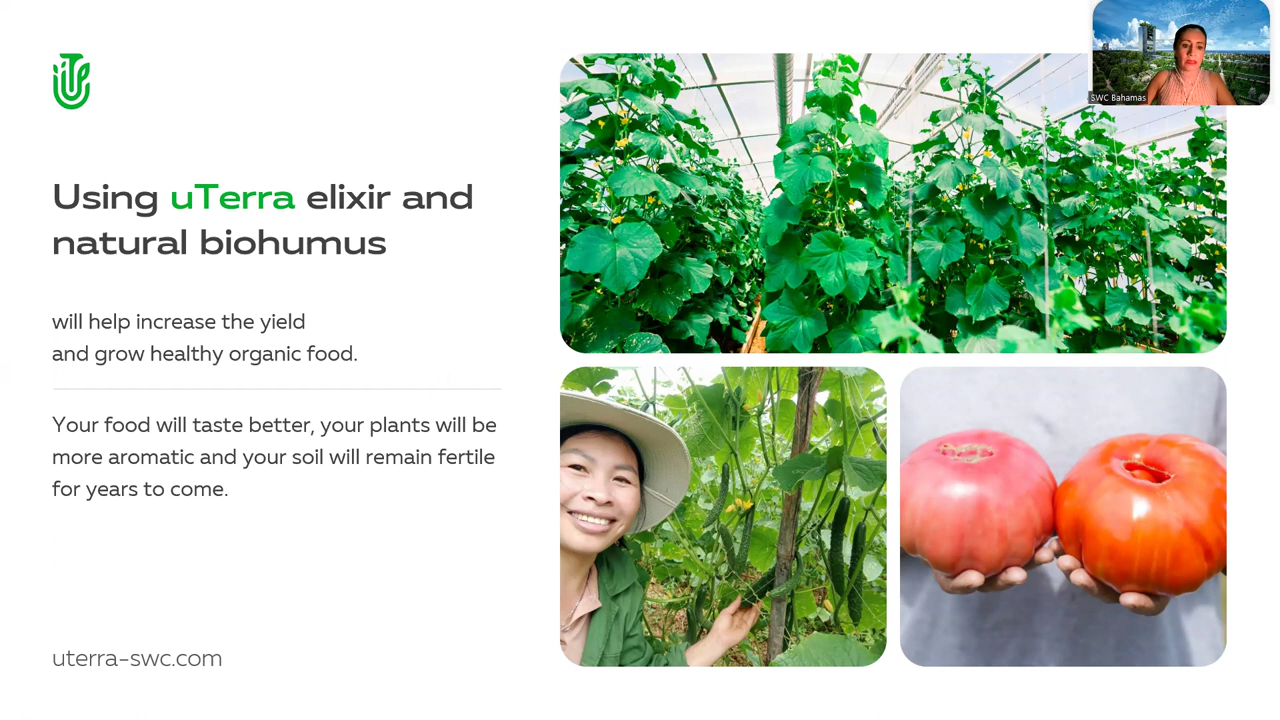 SWC Bahamas
Using uTerra elixir and
natural biohumus
will help increase the yield
and grow healthy organic food.
Your food will taste better, your plants will be
more aromatic and your soil will remain fertile
for years to come.
uterra-swc.com